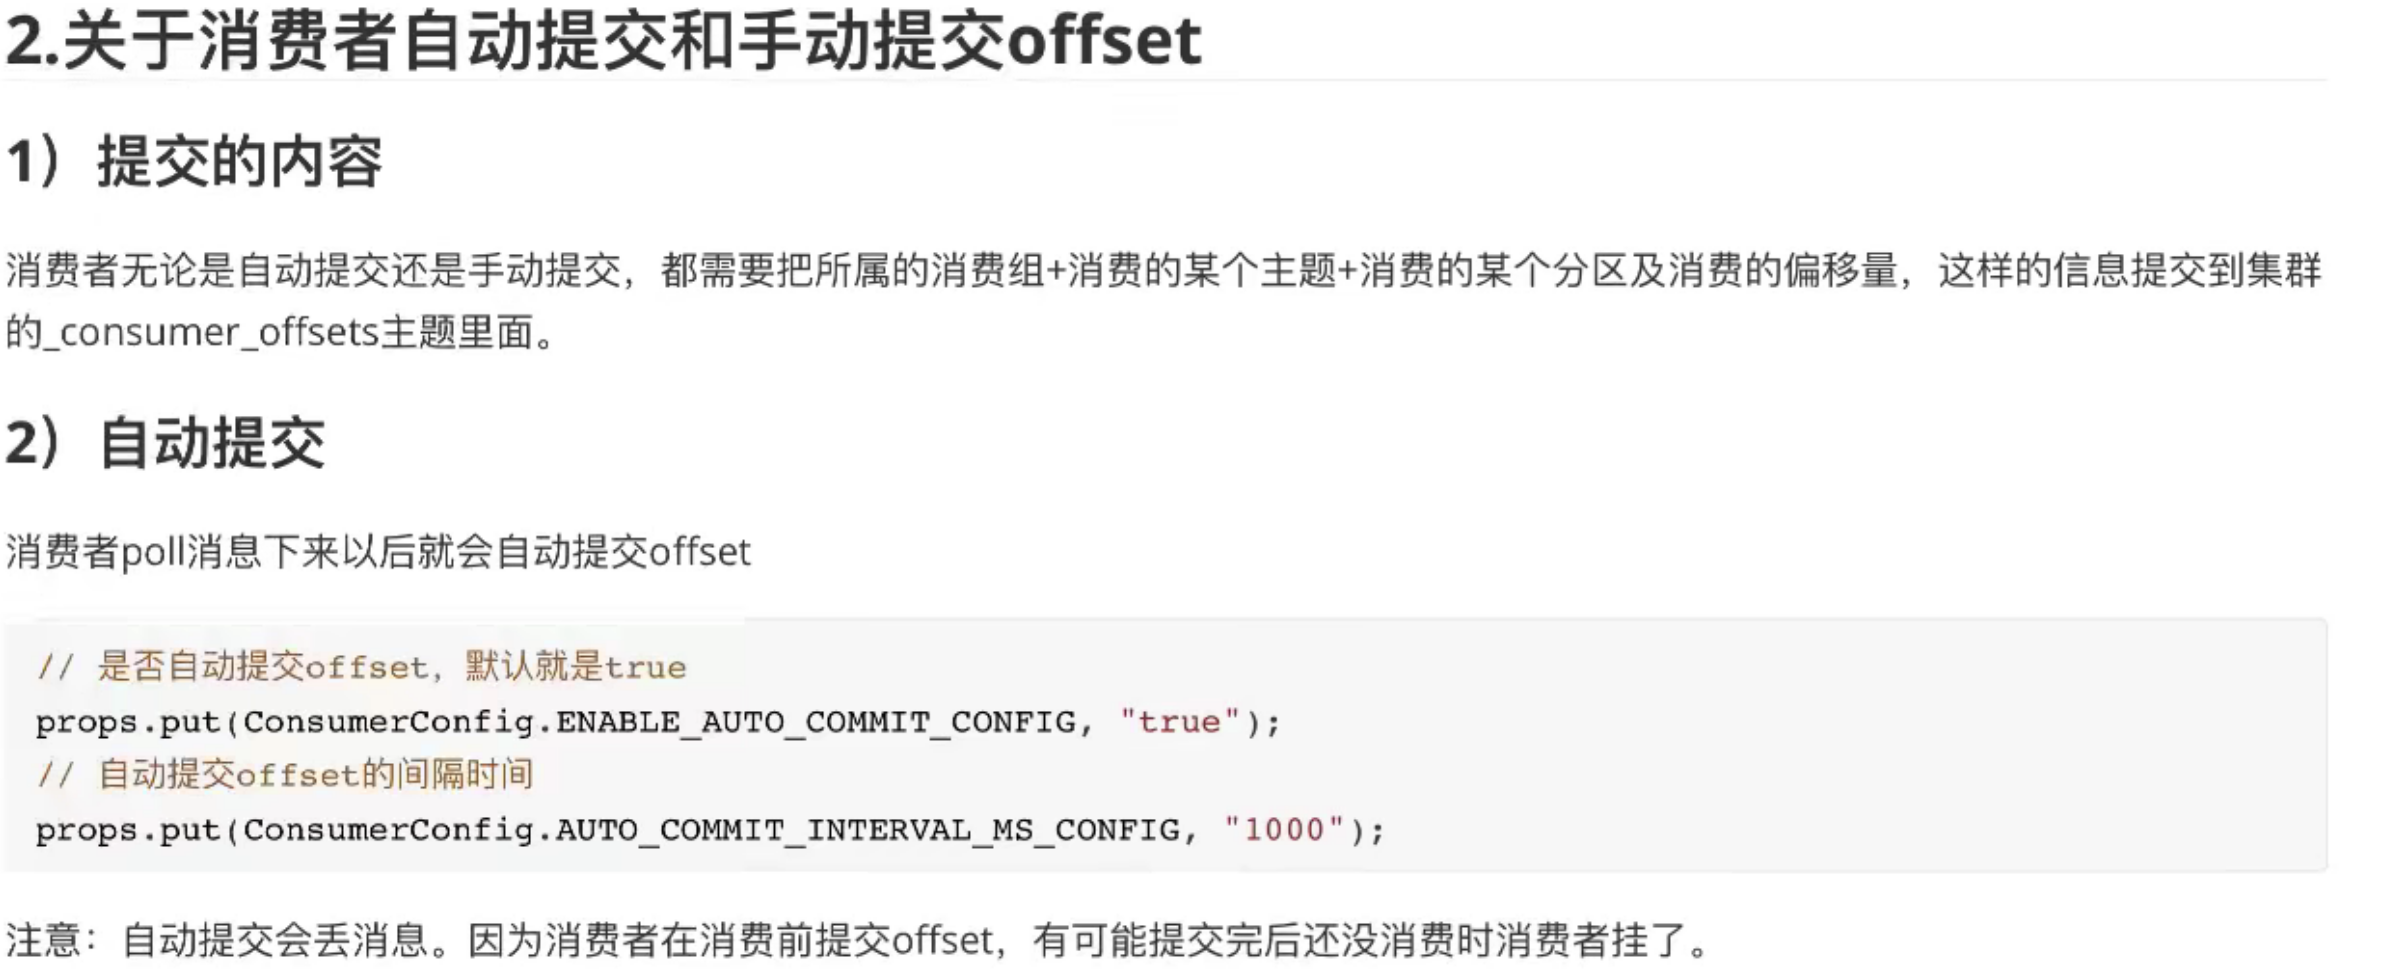 2.关于消费者自动提交和手动提交offset
1）提交的内容
消费者无论是自动提交还是手动提交，都需要把所属的消费组+消费的某个主题+消费的某个分区及消费的偏移量，这样的信息提交到集群
的_consumer_offsets主题里面。
2）自动提交
消费者poll消息下来以后就会自动提交offset
// 是否自动提交offset，默认就是true
props.put(ConsumerConfig.ENABLE_AUTO_COMMIT_CONFIG, "true");
// 自动提交offset的间隔时间
props.put(ConsumerConfig.AUTO_COMMIT_INTERVAL_MS_CONFIG, "1000");
注意：自动提交会丢消息。因为消费者在消费前提交offset，有可能提交完后还没消费时消费者挂了。